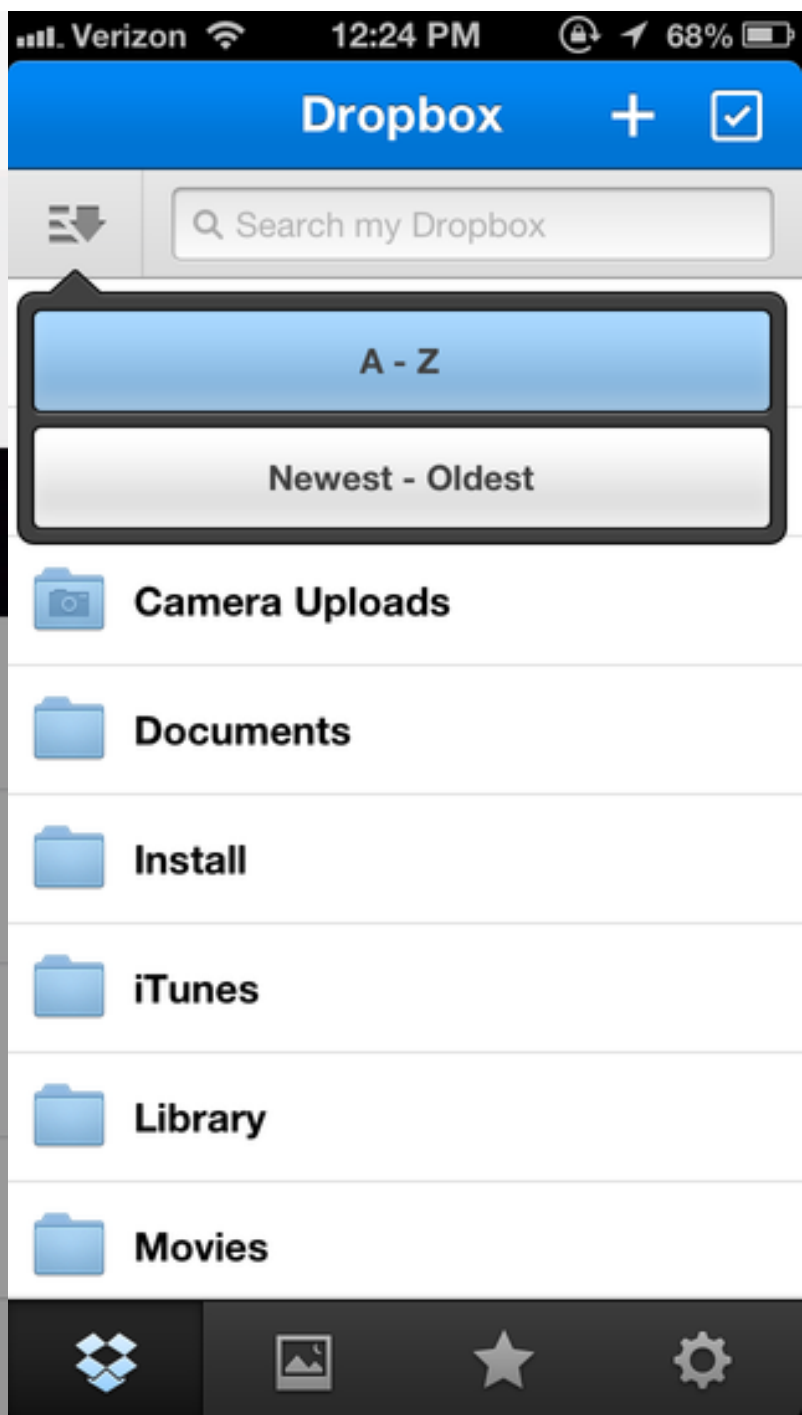 Verizon 12:24 PM 68%
Dropbox
Search my Dropbox
A - Z
Newest - Oldest
Camera Uploads
Documents
Install
iTunes
Library
Movies